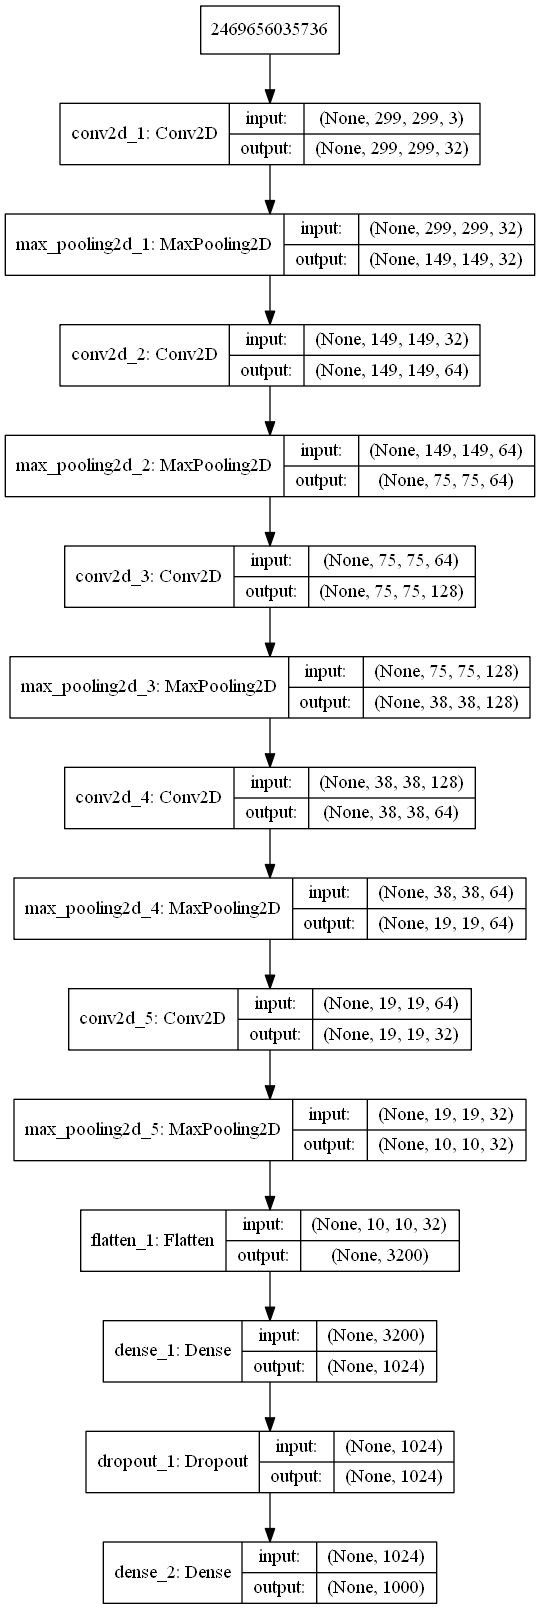 2469656035736
conv2d_1: Conv2D
input: (None, 299, 299, 3)
output: (None, 299, 299, 32)
max_pooling2d_1: MaxPooling2D
input: (None, 299, 299, 32)
output: (None, 149, 149, 32)
conv2d_2: Conv2D
input: (None, 149, 149, 32)
output: (None, 149, 149, 64)
max_pooling2d_2: MaxPooling2D
input: (None, 149, 149, 64)
output: (None, 75, 75, 64)
conv2d_3: Conv2D
input: (None, 75, 75, 64)
output: (None, 75, 75, 128)
max_pooling2d_3: MaxPooling2D
input: (None, 75, 75, 128)
output: (None, 38, 38, 128)
conv2d_4: Conv2D
input: (None, 38, 38, 128)
output: (None, 38, 38, 64)
max_pooling2d_4: MaxPooling2D
input: (None, 38, 38, 64)
output: (None, 19, 19, 64)
conv2d_5: Conv2D
input: (None, 19, 19, 64)
output: (None, 19, 19, 32)
max_pooling2d_5: MaxPooling2D
input: (None, 19, 19, 32)
output: (None, 10, 10, 32)
flatten_1: Flatten
input: (None, 10, 10, 32)
output: (None, 3200)
dense_1: Dense
input: (None, 3200)
output: (None, 1024)
dropout_1: Dropout
input: (None, 1024)
output: (None, 1024)
dense_2: Dense
input: (None, 1024)
output: (None, 1000)